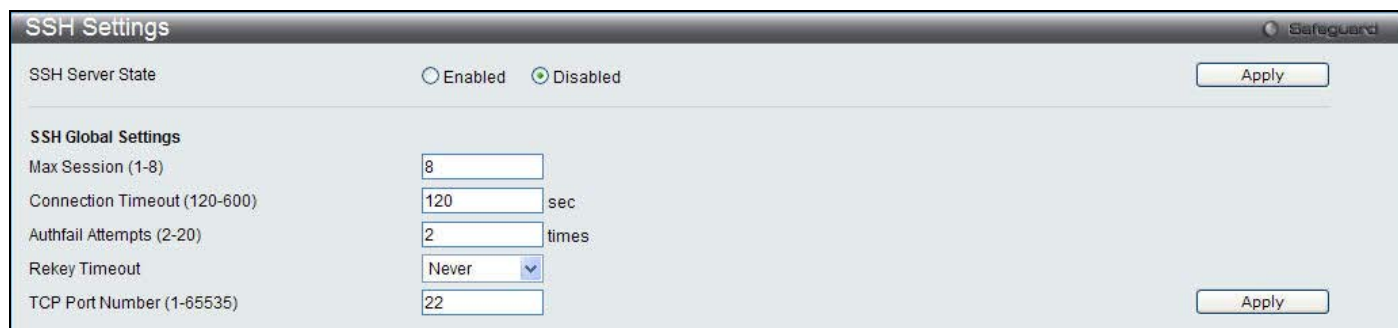 SSH Settings
Safeguard
SSH Server State Enabled Disabled Apply
SSH Global Settings
Max Session (1-8) 8
Connection Timeout (120-600) 120 sec
Authfail Attempts (2-20) 2 times
Rekey Timeout Never
TCP Port Number (1-65535) 22 Apply